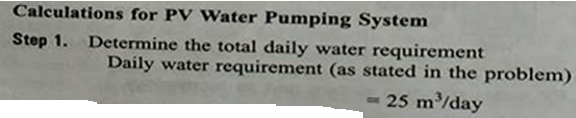 Calculations for PV Water Pumping System
Step 1. Determine the total daily water requirement
Daily water requirement (as stated in the problem)
= 25 m³/day